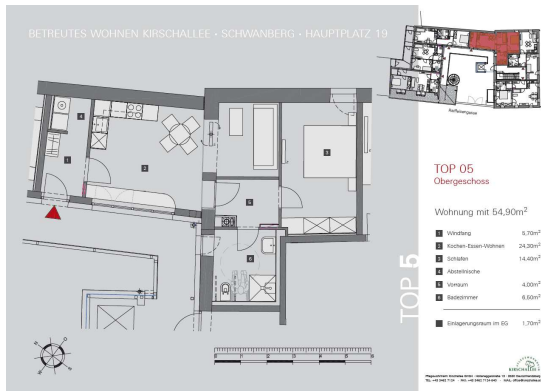 BETREUTES WOHNEN KIRSCHALLEE • SCHWANBERG • HAUPTPLATZ 19
TOP 05
Obergeschoss
Wohnung mit 54,90m²
1 Windfang 5,70m²
2 Kochen-Essen-Wohnen 24,30m²
3 Schlafen 14,40m²
4 Abstellnische
5 Vorraum 4,00m²
6 Badezimmer 6,50m²
Einlagerungsraum im EG 1,70m²
TOP 5
KIRSCHALLEE